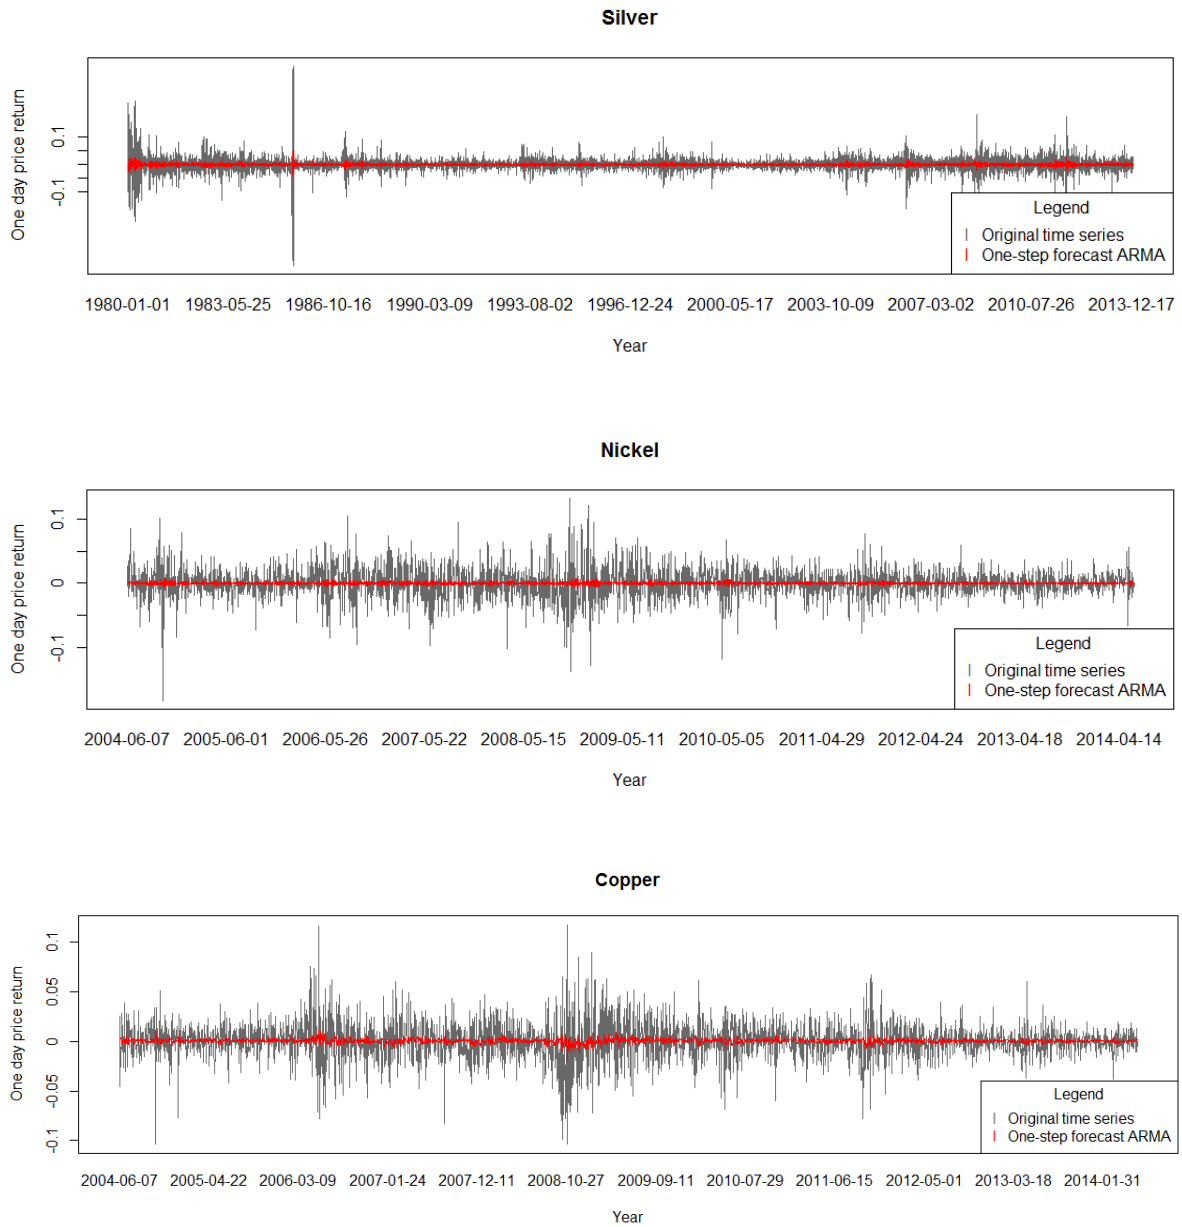 Silver
One day price return
0.1
-0.1
Legend
Original time series
One-step forecast ARMA
1980-01-01 1983-05-25 1986-10-16 1990-03-09 1993-08-02 1996-12-24 2000-05-17 2003-10-09 2007-03-02 2010-07-26 2013-12-17
Year
Nickel
One day price return
0.1
0
-0.1
Legend
Original time series
One-step forecast ARMA
2004-06-07 2005-06-01 2006-05-26 2007-05-22 2008-05-15 2009-05-11 2010-05-05 2011-04-29 2012-04-24 2013-04-18 2014-04-14
Year
Copper
One day price return
0.1
0.05
0
-0.05
-0.1
Legend
Original time series
One-step forecast ARMA
2004-06-07 2005-04-22 2006-03-09 2007-01-24 2007-12-11 2008-10-27 2009-09-11 2010-07-29 2011-06-15 2012-05-01 2013-03-18 2014-01-31
Year